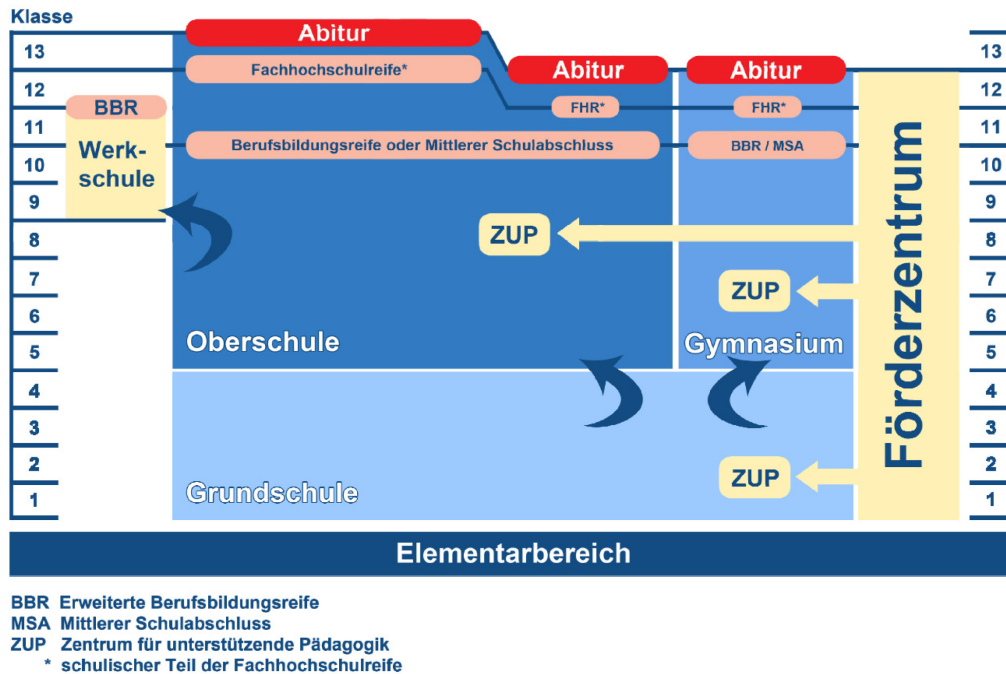 Klasse
13
12
11
10
9
8
7
6
5
4
3
2
1
BBR
Werk-
schule
Abitur
Fachhochschulreife*
Abitur
FHR*
Abitur
FHR*
Berufsbildungsreife oder Mittlerer Schulabschluss
BBR / MSA
ZUP
ZUP
Oberschule
Gymnasium
ZUP
Grundschule
Förderzentrum
13
12
11
10
9
8
7
6
5
4
3
2
1
Elementarbereich
BBR Erweiterte Berufsbildungsreife
MSA Mittlerer Schulabschluss
ZUP Zentrum für unterstützende Pädagogik
* schulischer Teil der Fachhochschulreife